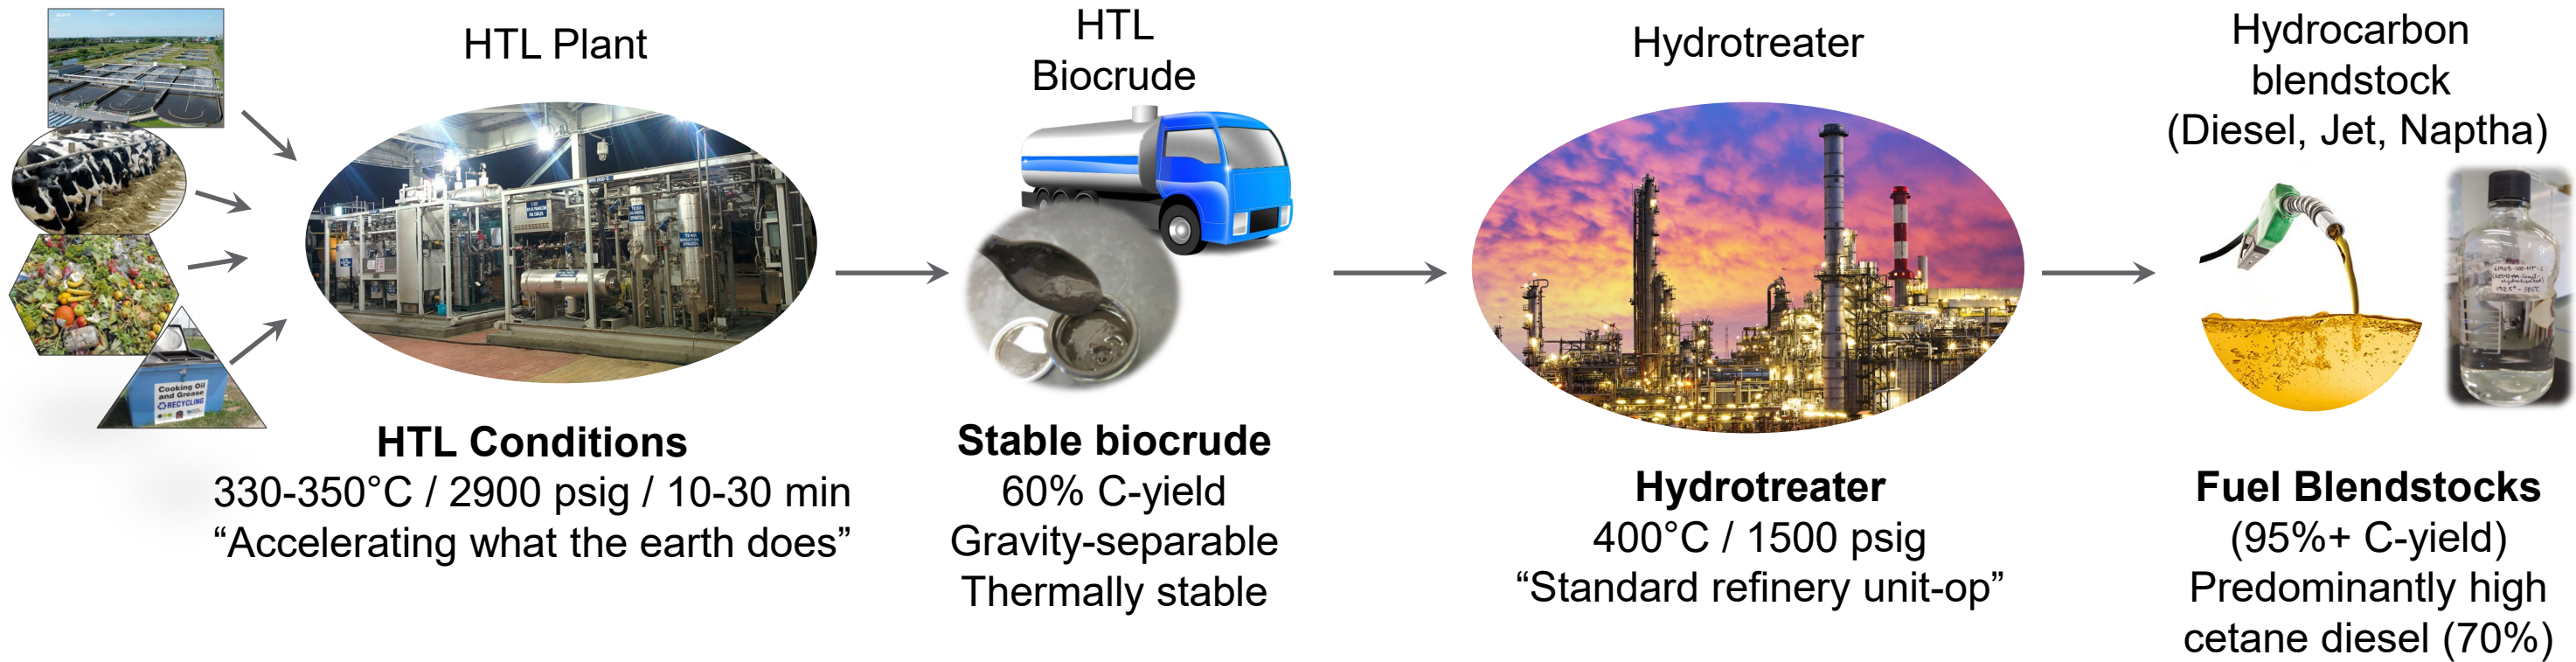 HTL Plant
HTL
Biocrude
Hydrotreater
Hydrocarbon
blendstock
(Diesel, Jet, Naptha)
Cooking Oil
and Grease
RECYCLING
HTL Conditions
330-350°C / 2900 psig / 10-30 min
“Accelerating what the earth does”
Stable biocrude
60% C-yield
Gravity-separable
Thermally stable
Hydrotreater
400°C / 1500 psig
“Standard refinery unit-op”
Fuel Blendstocks
(95%+ C-yield)
Predominantly high
cetane diesel (70%)